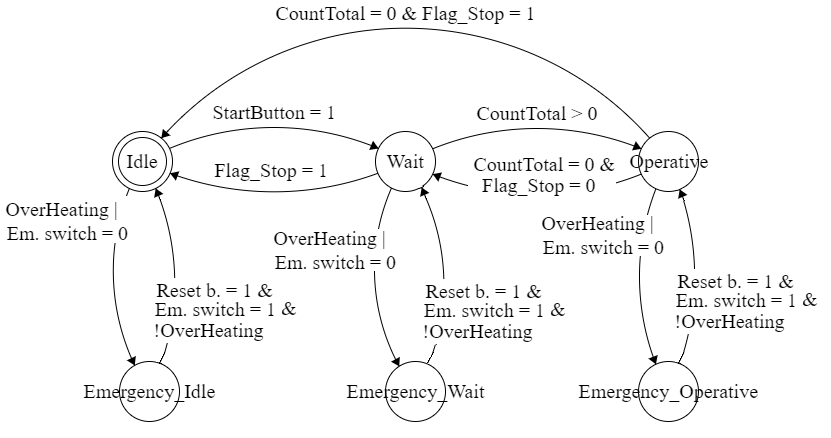 CountTotal = 0 & Flag_Stop = 1
StartButton = 1
CountTotal > 0
Idle
Wait
Operative
Flag_Stop = 1
CountTotal = 0 &
Flag_Stop = 0
OverHeating |
Em. switch = 0
OverHeating |
Em. switch = 0
OverHeating |
Em. switch = 0
Reset b. = 1 &
Em. switch = 1 &
!OverHeating
Reset b. = 1 &
Em. switch = 1 &
!OverHeating
Reset b. = 1 &
Em. switch = 1 &
!OverHeating
Emergency_Idle
Emergency_Wait
Emergency_Operative